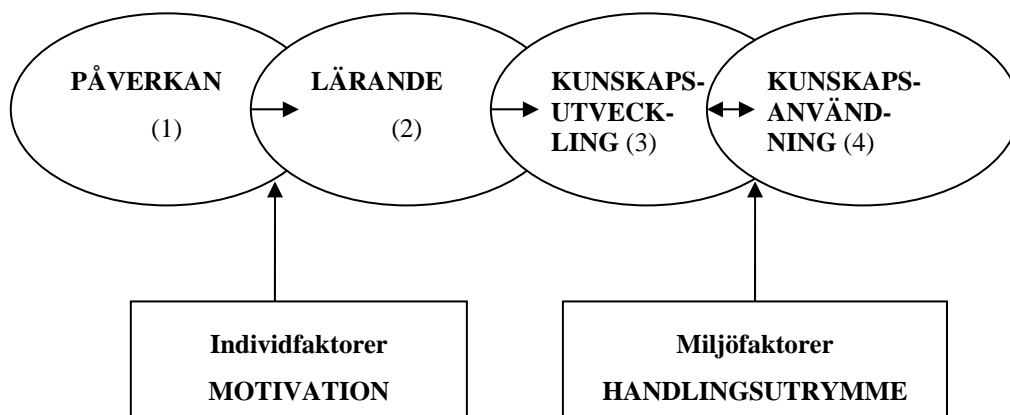 PÅVERKAN
(1)
LÄRANDE
(2)
KUNSKAPS-
UTVECK-
LING (3)
KUNSKAPS-
ANVÄND-
NING (4)
Individfaktorer
MOTIVATION
Miljöfaktorer
HANDLINGSUTRYMME